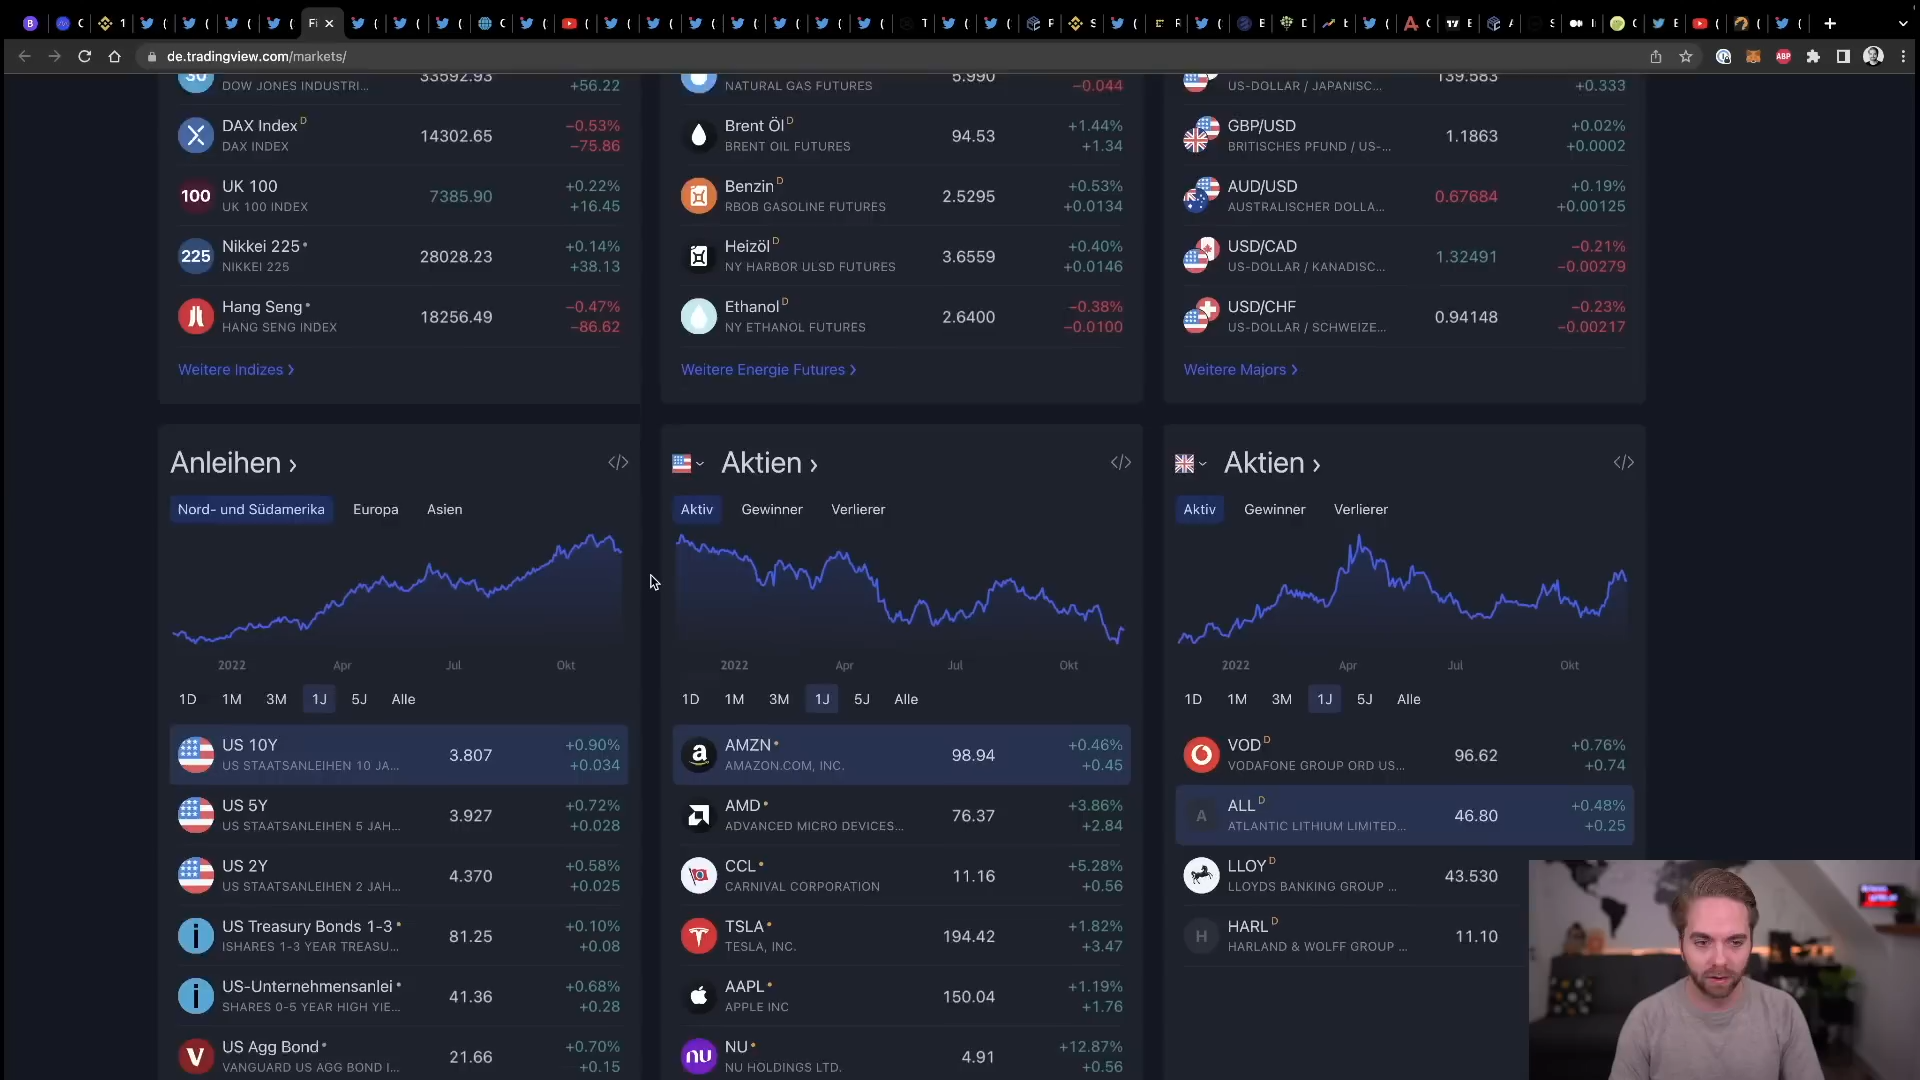 Fi
de.tradingview.com/markets/
30 DOW JONES INDUSTRI... 33592.93 +56.22
NATURAL GAS FUTURES 5.990 −0.044
US-DOLLAR / JAPANISC... 139.583 +0.333
DAX Index D 14302.65 −0.53%
DAX INDEX −75.86
Brent Öl D 94.53 +1.44%
BRENT OIL FUTURES +1.34
GBP/USD 1.1863 +0.02%
BRITISCHES PFUND / US-... +0.0002
100 UK 100 7385.90 +0.22%
UK 100 INDEX +16.45
Benzin D 2.5295 +0.53%
RBOB GASOLINE FUTURES +0.0134
AUD/USD 0.67684 +0.19%
AUSTRALISCHER DOLLA... +0.00125
225 Nikkei 225 28028.23 +0.14%
NIKKEI 225 +38.13
Heizöl D 3.6559 +0.40%
NY HARBOR ULSD FUTURES +0.0146
USD/CAD 1.32491 −0.21%
US-DOLLAR / KANADISC... −0.00279
Hang Seng 18256.49 −0.47%
HANG SENG INDEX −86.62
Ethanol D 2.6400 −0.38%
NY ETHANOL FUTURES −0.0100
USD/CHF 0.94148 −0.23%
US-DOLLAR / SCHWEIZE... −0.00217
Weitere Indizes >
Weitere Energie Futures >
Weitere Majors >
Anleihen > </>
Nord- und Südamerika Europa Asien
2022 Apr Jul Okt
1D 1M 3M 1J 5J Alle
US 10Y 3.807 +0.90%
US STAATSANLEIHEN 10 JA... +0.034
US 5Y 3.927 +0.72%
US STAATSANLEIHEN 5 JAH... +0.028
US 2Y 4.370 +0.58%
US STAATSANLEIHEN 2 JAH... +0.025
US Treasury Bonds 1-3 81.25 +0.10%
ISHARES 1-3 YEAR TREASU... +0.08
US-Unternehmensanlei 41.36 +0.68%
SHARES 0-5 YEAR HIGH YIE... +0.28
V US Agg Bond 21.66 +0.70%
VANGUARD US AGG BOND I... +0.15
Aktien > </>
Aktiv Gewinner Verlierer
2022 Apr Jul Okt
1D 1M 3M 1J 5J Alle
a AMZN 98.94 +0.46%
AMAZON.COM, INC. +0.45
AMD 76.37 +3.86%
ADVANCED MICRO DEVICES... +2.84
CCL 11.16 +5.28%
CARNIVAL CORPORATION +0.56
TSLA 194.42 +1.82%
TESLA, INC. +3.47
AAPL 150.04 +1.19%
APPLE INC +1.76
nu NU 4.91 +12.87%
NU HOLDINGS LTD. +0.56
Aktien > </>
Aktiv Gewinner Verlierer
2022 Apr Jul Okt
1D 1M 3M 1J 5J Alle
VOD D 96.62 +0.76%
VODAFONE GROUP ORD US... +0.74
A ALL D 46.80 +0.48%
ATLANTIC LITHIUM LIMITED... +0.25
LLOY D 43.530
LLOYDS BANKING GROUP ...
H HARL D 11.10
HARLAND & WOLFF GROUP ...